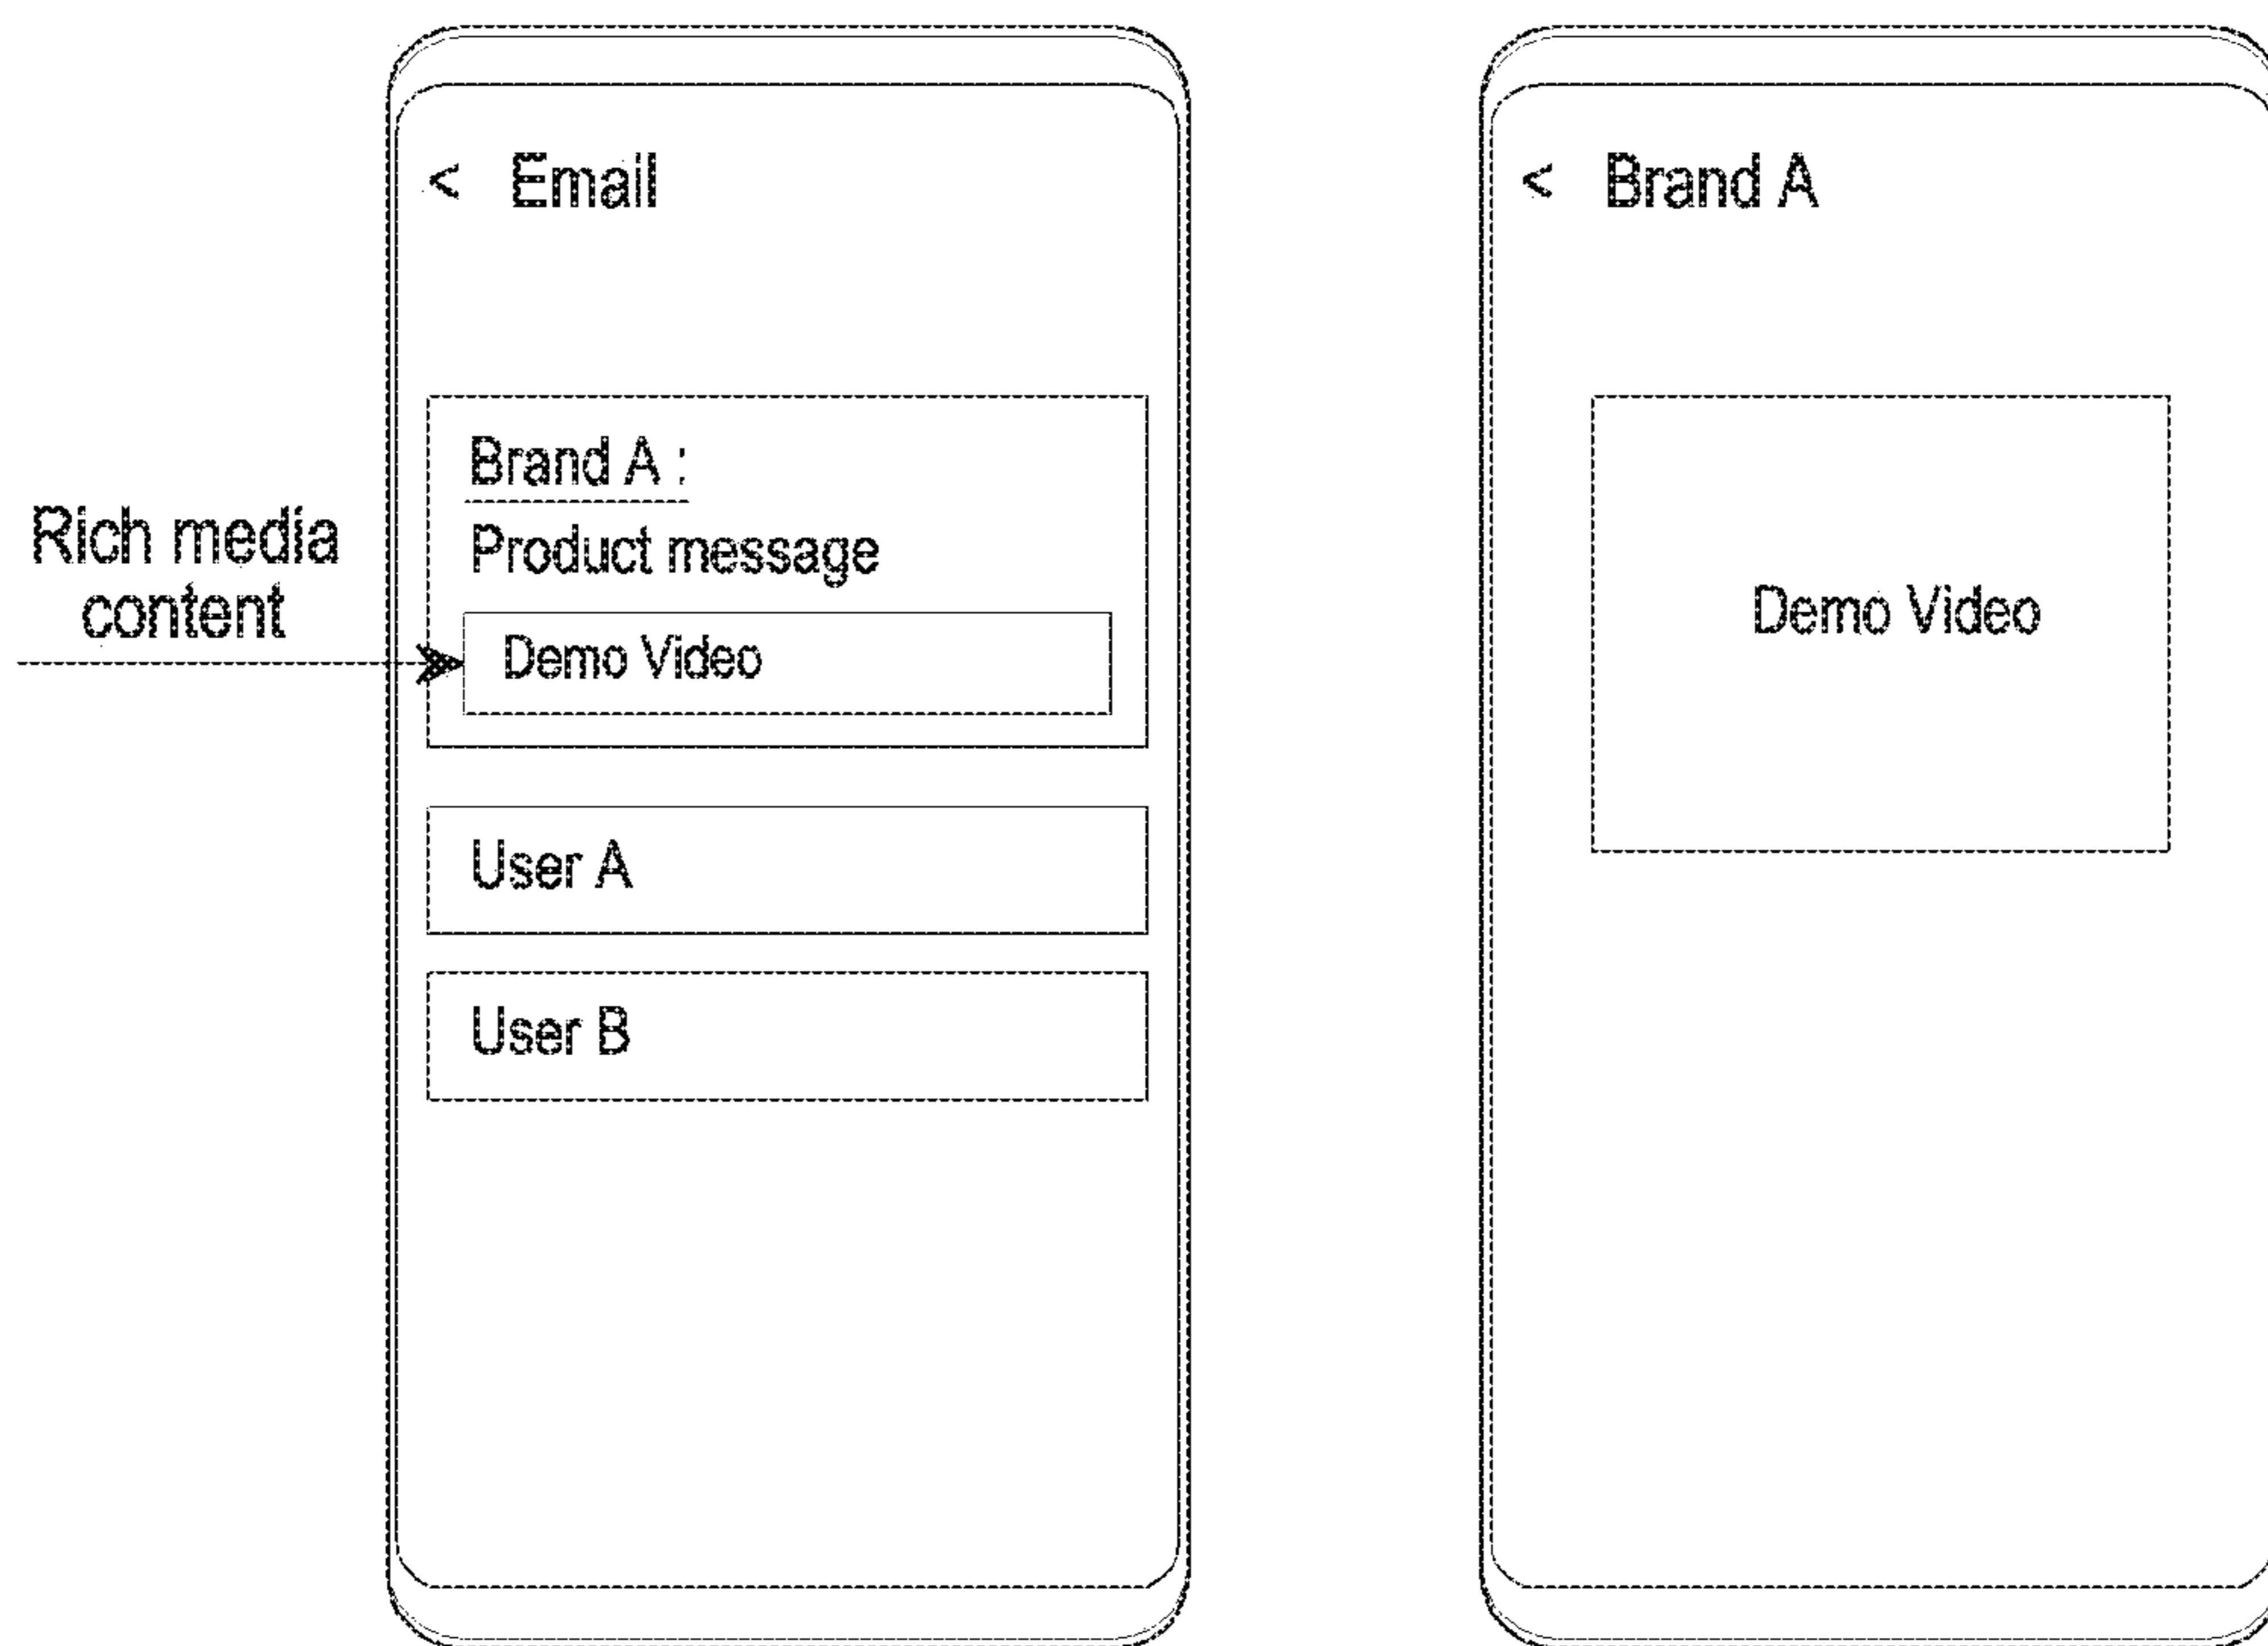 Rich media
content
< Email
Brand A :
Product message
Demo Video
User A
User B
< Brand A
Demo Video